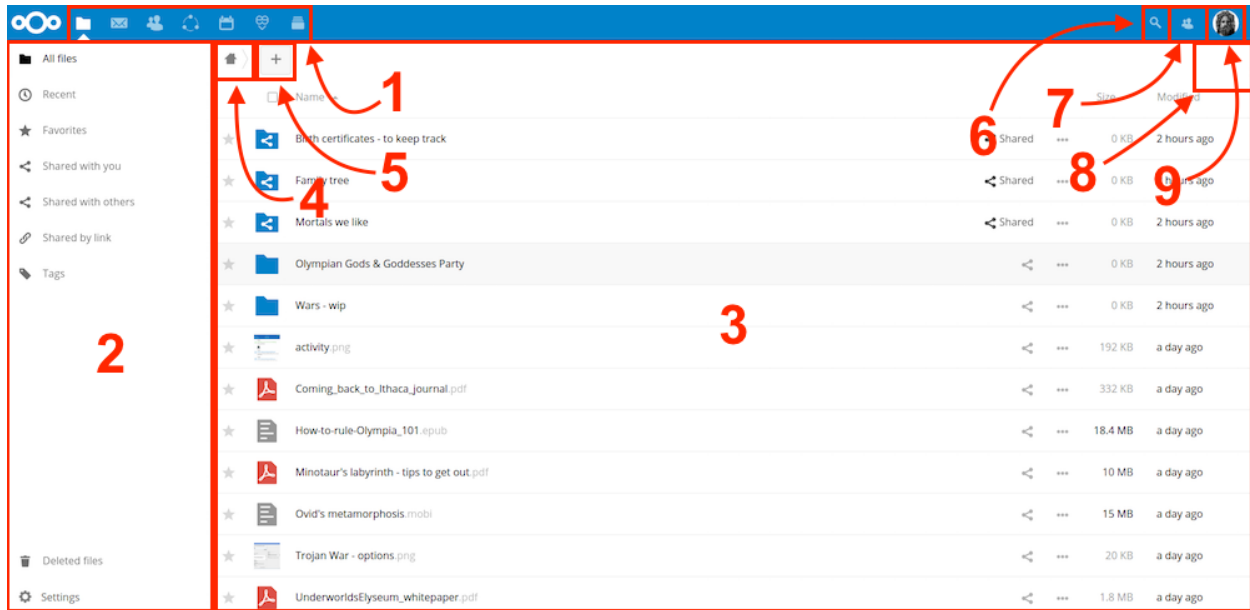 All files
Recent
Favorites
Shared with you
Shared with others
Shared by link
Tags
Deleted files
Settings
+
Name Size Modified
Birth certificates - to keep track Shared ... 0 KB 2 hours ago
Family tree Shared ... 0 KB hours ago
Mortals we like Shared ... 0 KB 2 hours ago
Olympian Gods & Goddesses Party ... 0 KB 2 hours ago
Wars - wip ... 0 KB 2 hours ago
activity.png ... 192 KB a day ago
Coming_back_to_Ithaca_journal.pdf ... 332 KB a day ago
How-to-rule-Olympia_101.epub ... 18.4 MB a day ago
Minotaur's labyrinth - tips to get out.pdf ... 10 MB a day ago
Ovid's metamorphosis.mobi ... 15 MB a day ago
Trojan War - options.png ... 20 KB a day ago
UnderworldsElyseum_whitepaper.pdf ... 1.8 MB a day ago
1
2
3
4
5
6
7
8
9